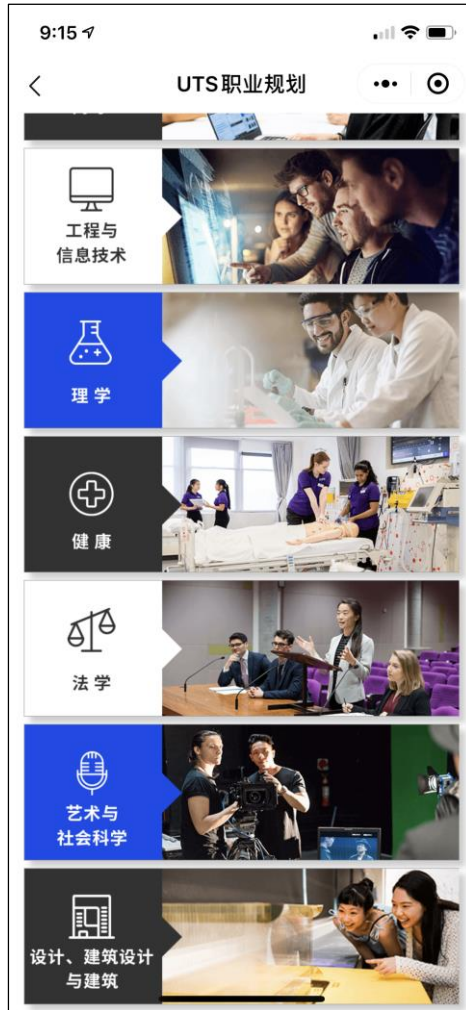 9:15
UTS职业规划
工程与
信息技术
理学
健康
法学
艺术与
社会科学
设计、建筑设计
与建筑